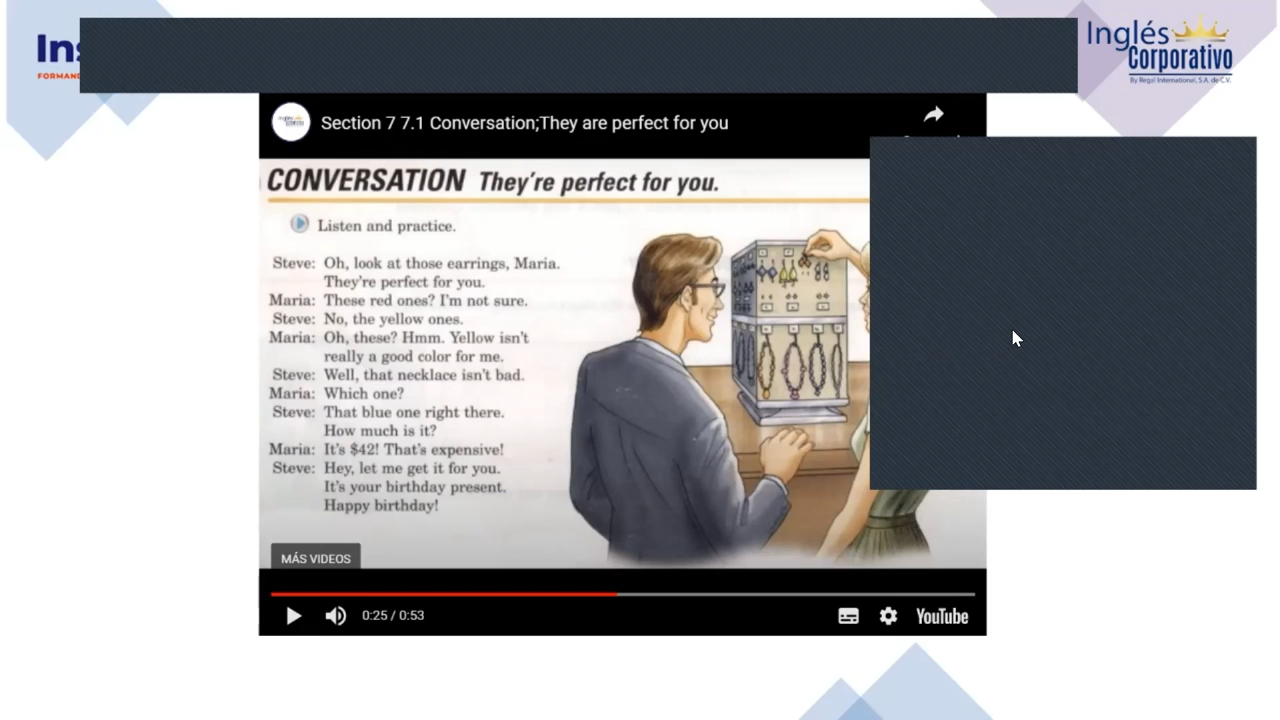 Inglés
Corporativo
By Regal International, S.A. de C.V.
Section 7 7.1 Conversation;They are perfect for you
CONVERSATION They're perfect for you.
Listen and practice.
Steve: Oh, look at those earrings, Maria.
They're perfect for you.
Maria: These red ones? I'm not sure.
Steve: No, the yellow ones.
Maria: Oh, these? Hmm. Yellow isn't
really a good color for me.
Steve: Well, that necklace isn't bad.
Maria: Which one?
Steve: That blue one right there.
How much is it?
Maria: It's $42! That's expensive!
Steve: Hey, let me get it for you.
It's your birthday present.
Happy birthday!
MÁS VIDEOS
0:25 / 0:53
YouTube